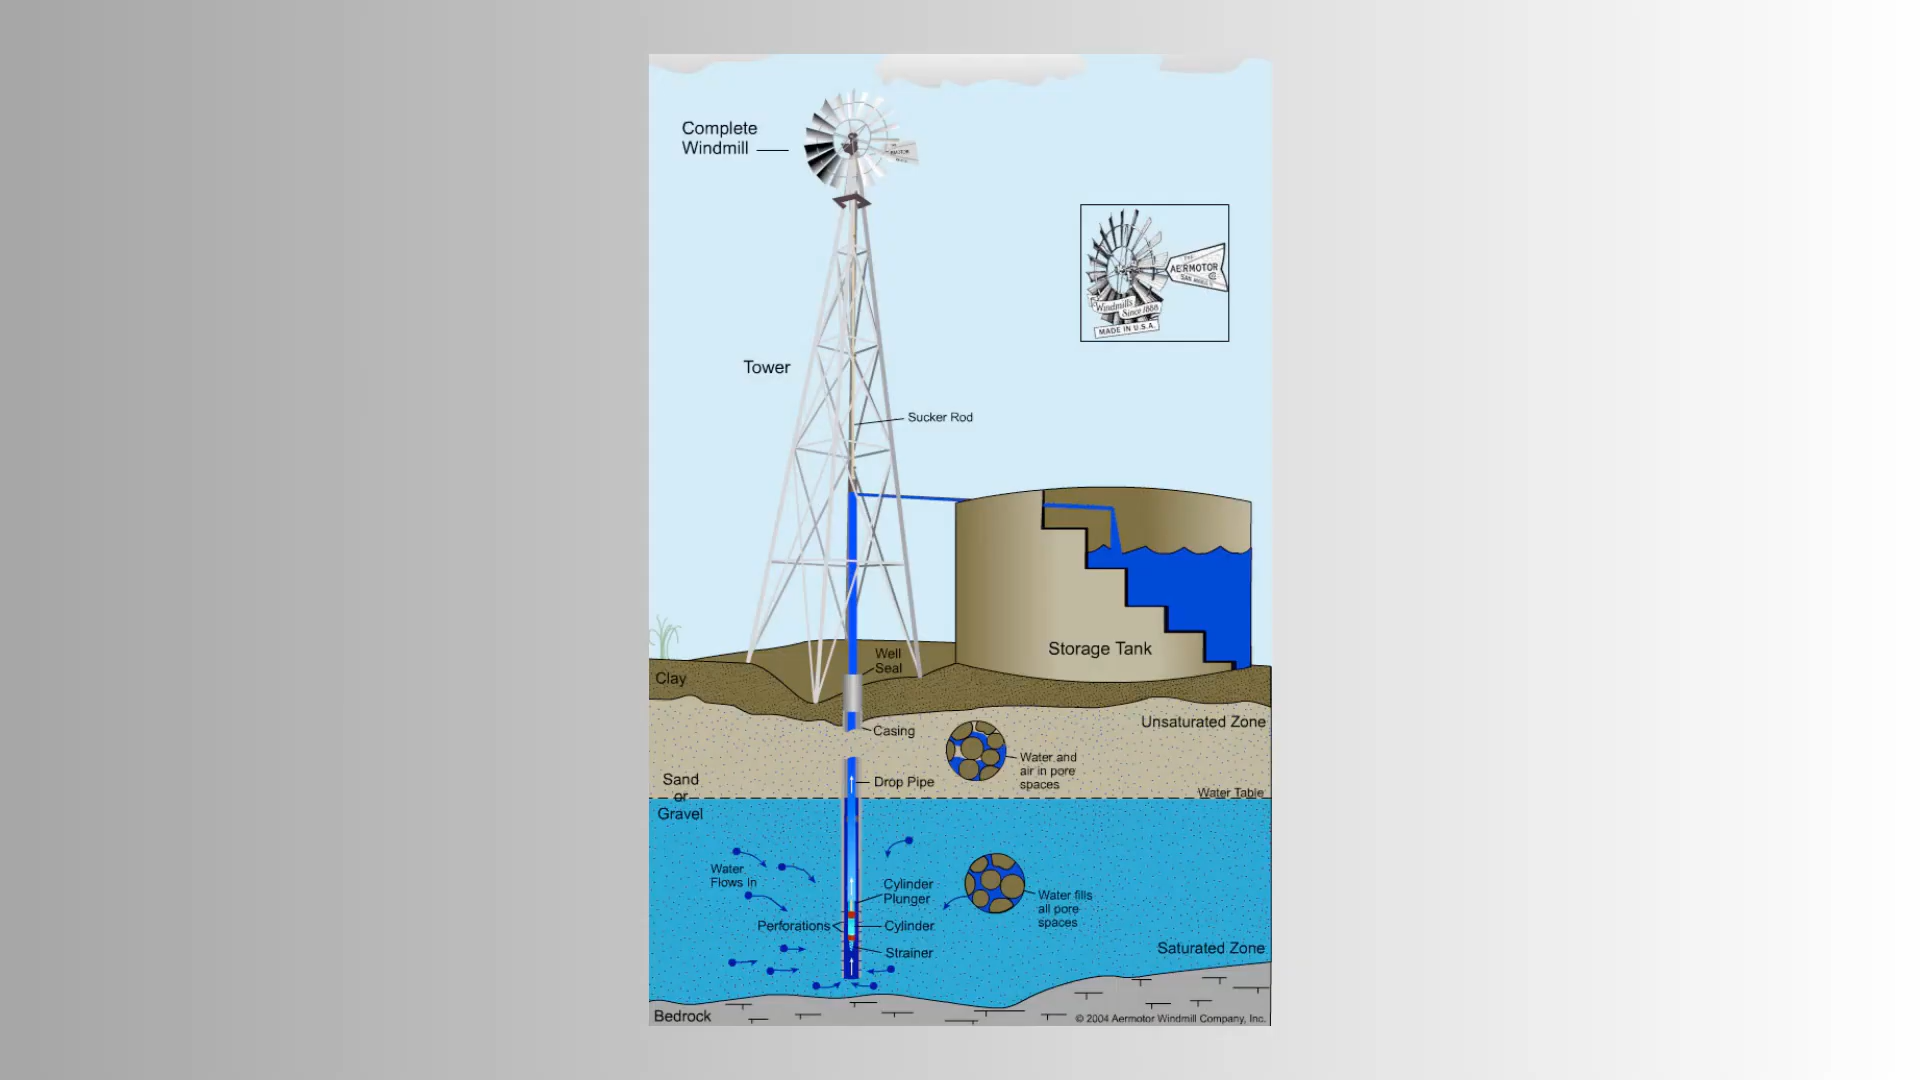 Complete
Windmill
THE
AERMOTOR
Windmills
Since 1888
MADE IN U.S.A.
Tower
Sucker Rod
Storage Tank
Well
Seal
Clay
Unsaturated Zone
Casing
Water and
air in pore
spaces
Sand
or
Gravel
Drop Pipe
Water Table
Water
Flows In
Cylinder
Plunger
Water fills
all pore
spaces
Perforations
Cylinder
Strainer
Saturated Zone
Bedrock
© 2004 Aermotor Windmill Company, Inc.